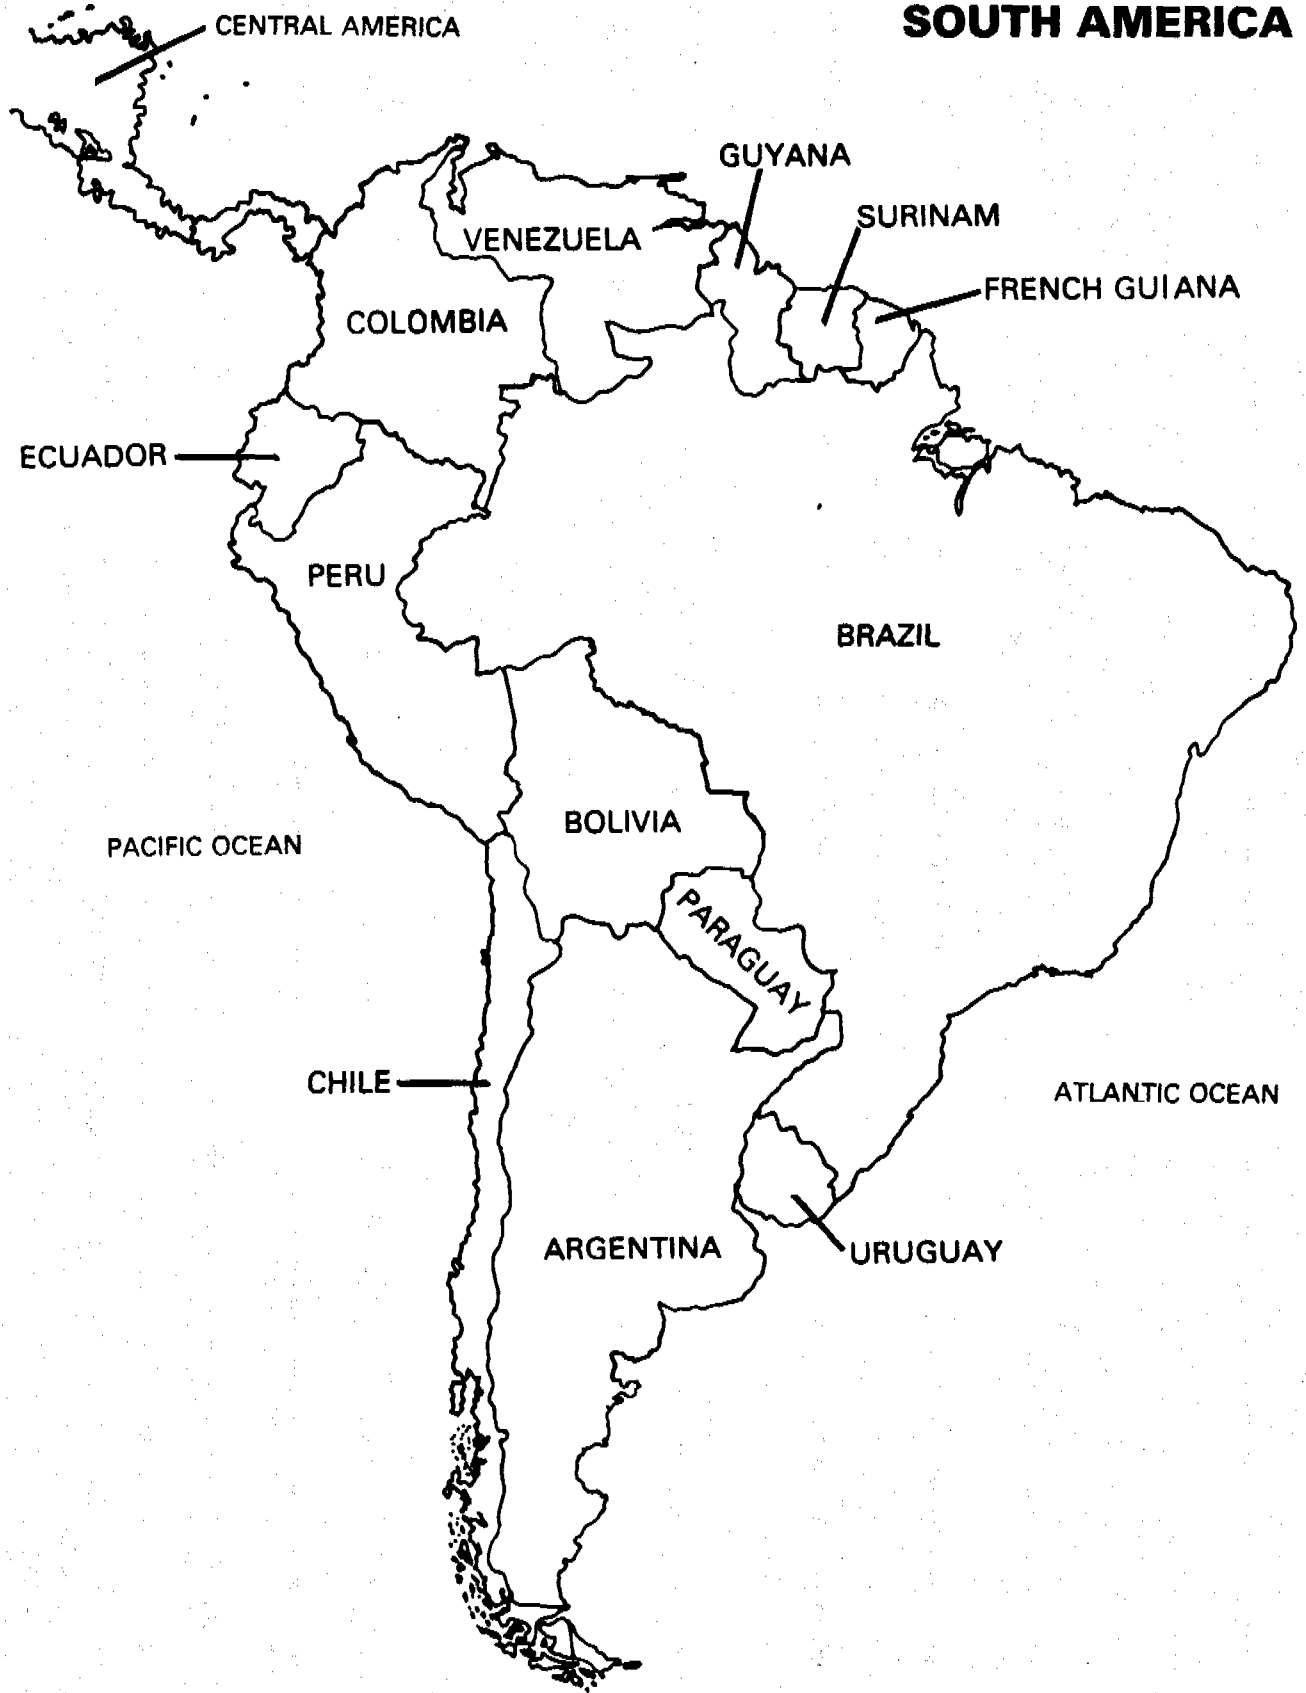 SOUTH AMERICA
CENTRAL AMERICA
GUYANA
SURINAM
VENEZUELA
FRENCH GUIANA
COLOMBIA
ECUADOR
PERU
BRAZIL
BOLIVIA
PACIFIC OCEAN
PARAGUAY
CHILE
ATLANTIC OCEAN
ARGENTINA
URUGUAY